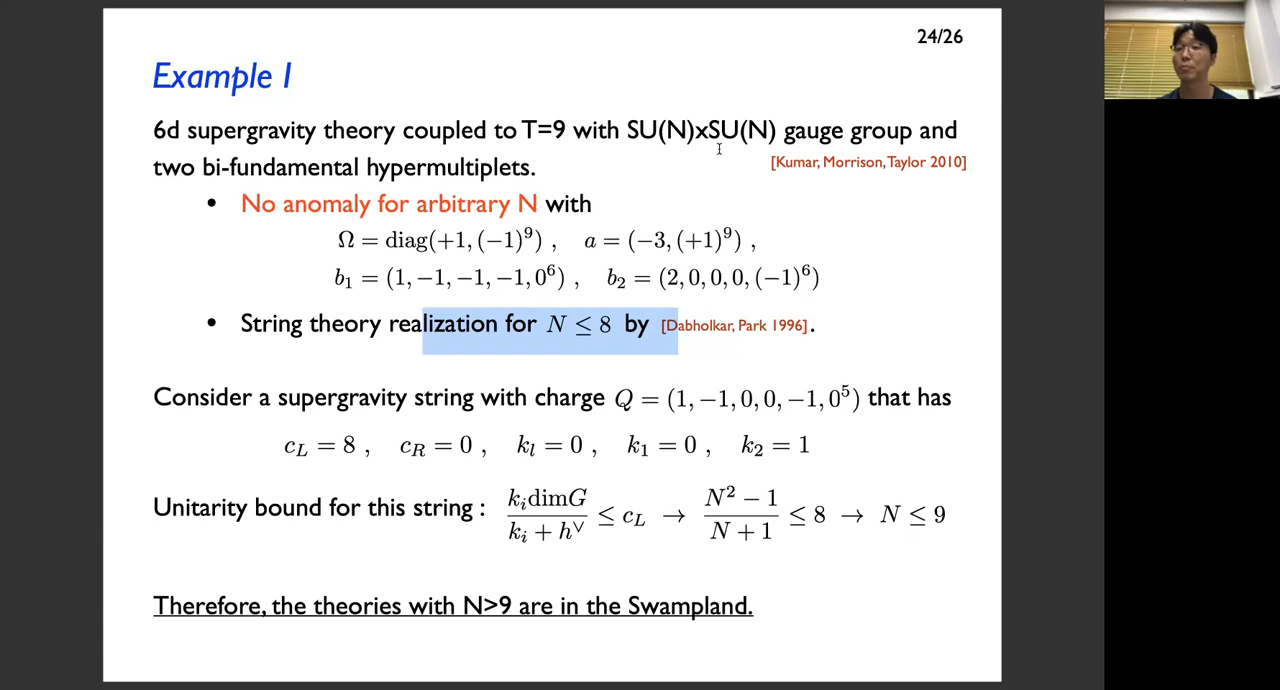 24/26
Example I
6d supergravity theory coupled to T=9 with SU(N)xSU(N) gauge group and
two bi-fundamental hypermultiplets. [Kumar, Morrison, Taylor 2010]
• No anomaly for arbitrary N with
Ω = diag(+1, (−1)⁹) , a = (−3, (+1)⁹) ,
b₁ = (1, −1, −1, −1, 0⁶) , b₂ = (2, 0, 0, 0, (−1)⁶)
• String theory realization for N ≤ 8 by [Dabholkar, Park 1996].
Consider a supergravity string with charge Q = (1, −1, 0, 0, −1, 0⁵) that has
c_L = 8 , c_R = 0 , k_l = 0 , k₁ = 0 , k₂ = 1
Unitarity bound for this string : k_i dimG / (k_i + h^∨) ≤ c_L → (N² − 1) / (N + 1) ≤ 8 → N ≤ 9
Therefore, the theories with N>9 are in the Swampland.